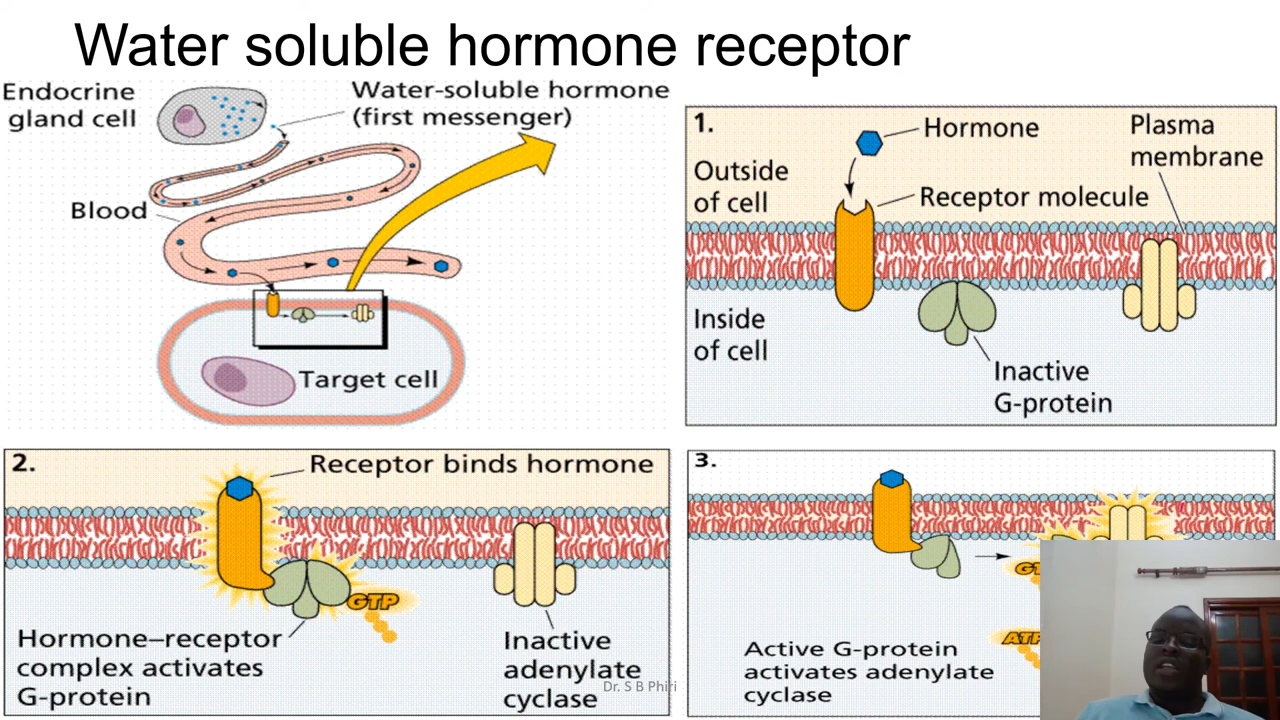 Water soluble hormone receptor
Endocrine
gland cell
Water-soluble hormone
(first messenger)
Blood
Target cell
1.
Hormone
Plasma
membrane
Outside
of cell
Receptor molecule
Inside
of cell
Inactive
G-protein
2.
Receptor binds hormone
GTP
Hormone–receptor
complex activates
G-protein
Inactive
adenylate
cyclase
Dr. S B Phiri
3.
Active G-protein
activates adenylate
cyclase